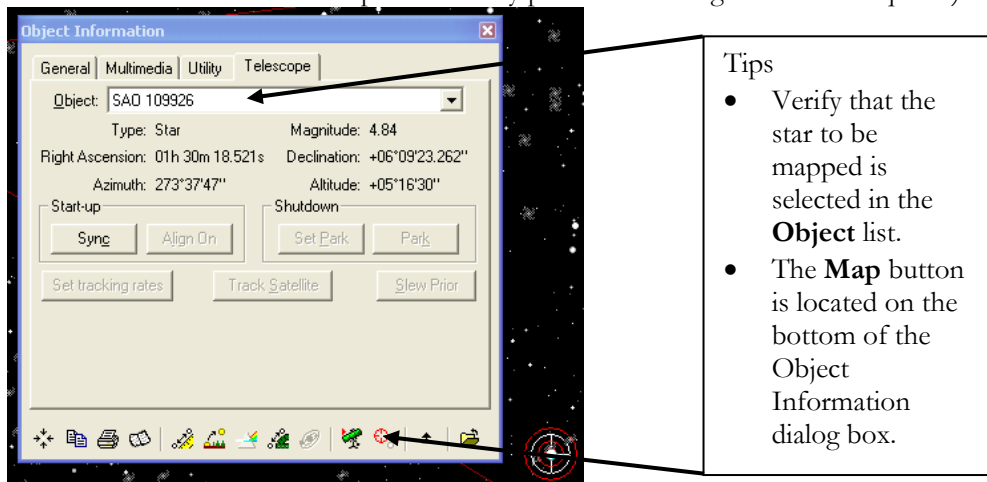 Object Information
General Multimedia Utility Telescope
Object: SAO 109926
Type: Star Magnitude: 4.84
Right Ascension: 01h 30m 18.521s Declination: +06°09'23.262"
Azimuth: 273°37'47" Altitude: +05°16'30"
Start-up Shutdown
Sync Align On Set Park Park
Set tracking rates Track Satellite Slew Prior
Tips
• Verify that the
star to be
mapped is
selected in the
Object list.
• The Map button
is located on the
bottom of the
Object
Information
dialog box.